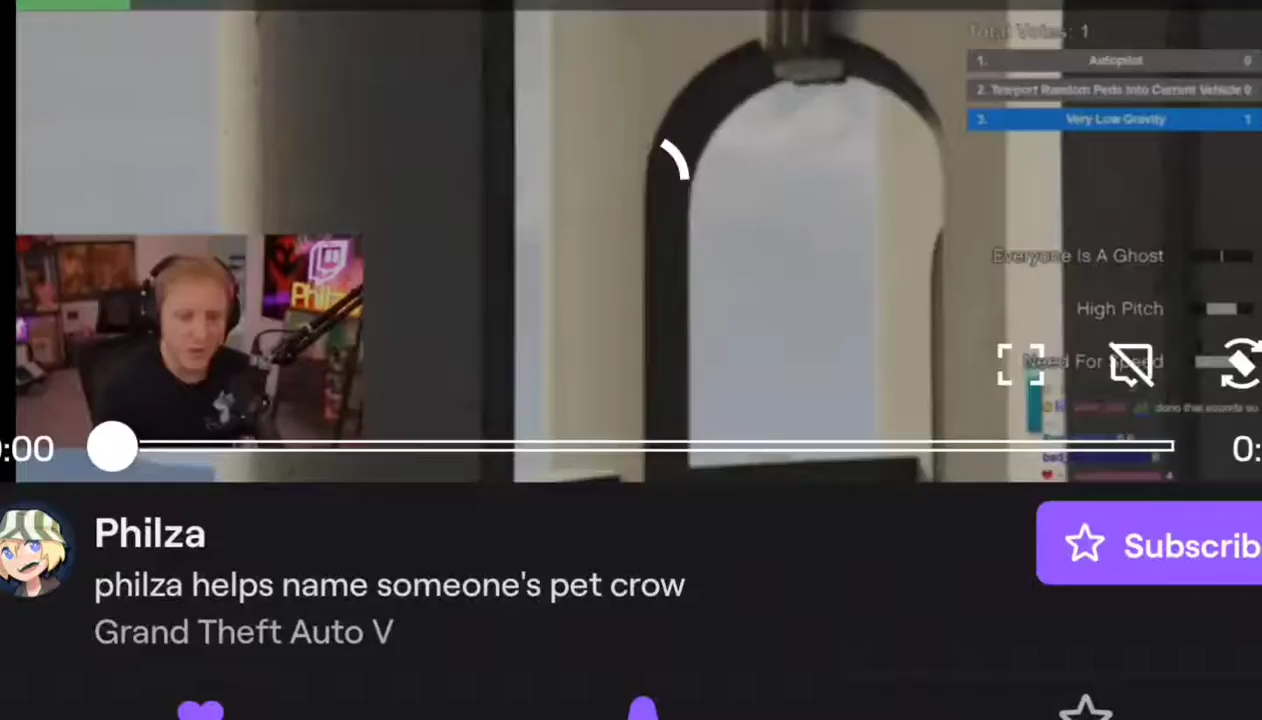 Total Votes: 1
1. Autopilot 0
2. Teleport Random Peds Into Current Vehicle 0
3. Very Low Gravity 1
Everyone Is A Ghost
High Pitch
Need For Speed
:00
0:
Philza
Subscrib
philza helps name someone's pet crow
Grand Theft Auto V